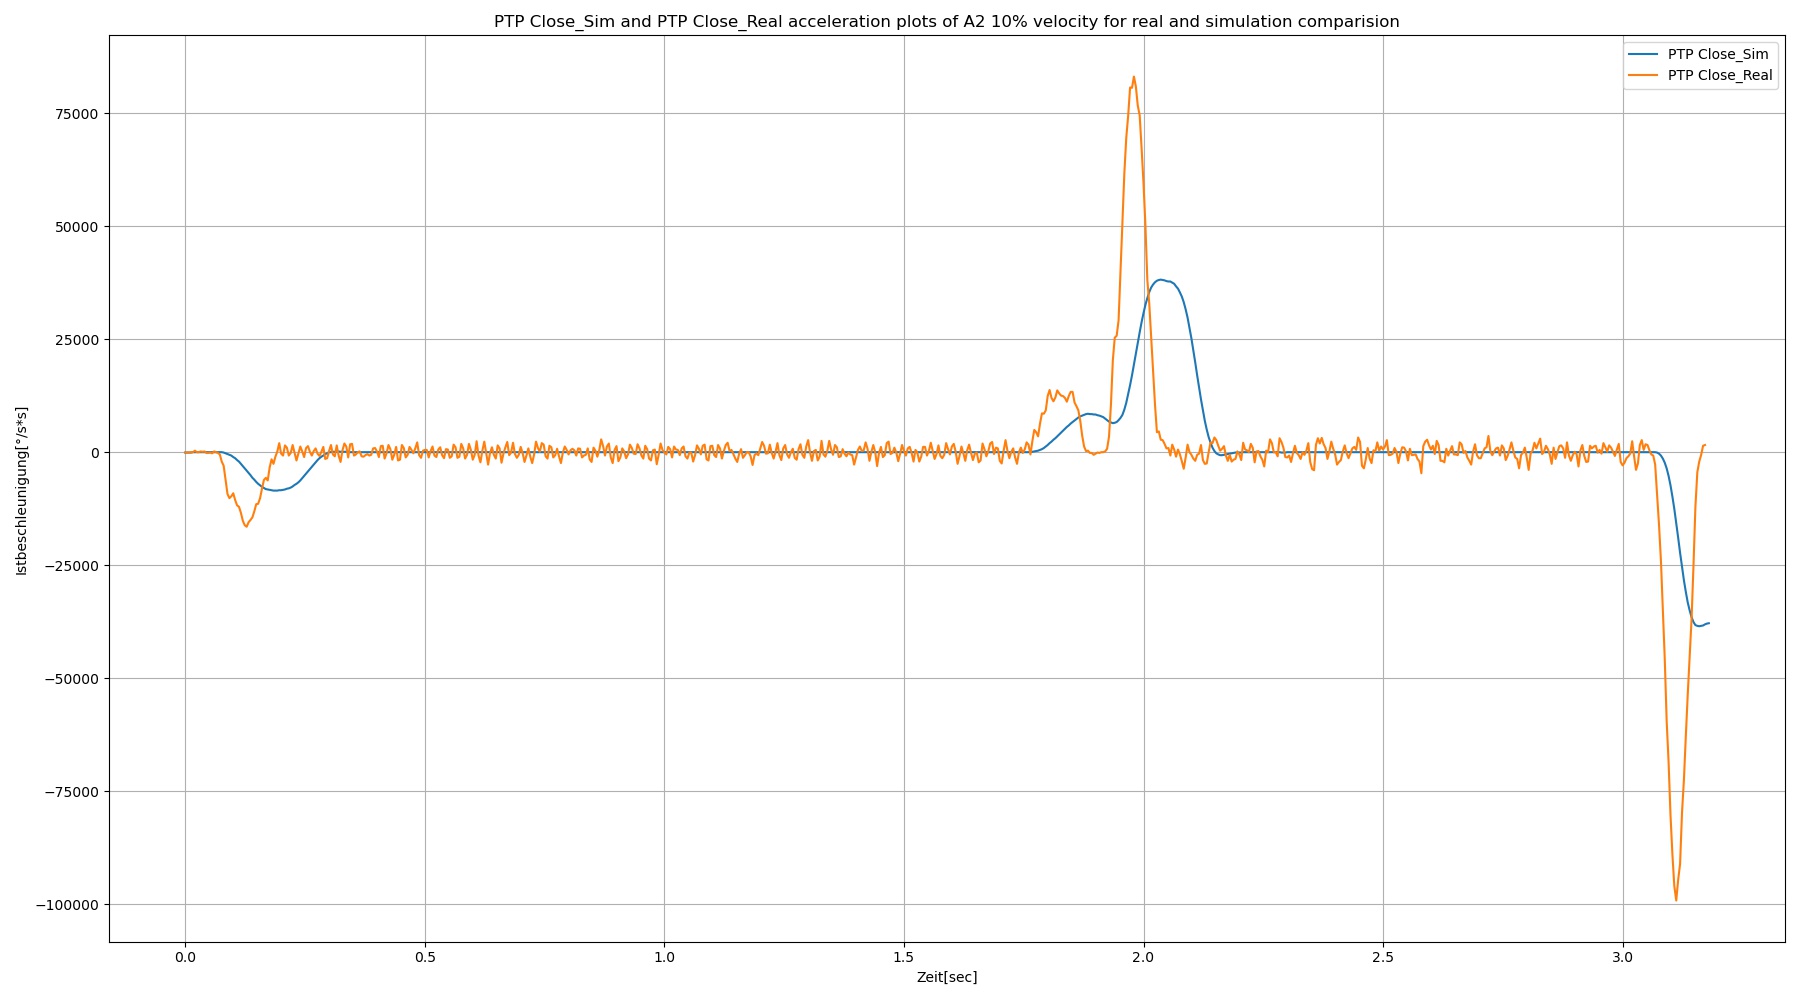 PTP Close_Sim and PTP Close_Real acceleration plots of A2 10% velocity for real and simulation comparision
PTP Close_Sim
PTP Close_Real
75000
50000
25000
0
−25000
−50000
−75000
−100000
Istbeschleunigung[°/s*s]
0.0 0.5 1.0 1.5 2.0 2.5 3.0
Zeit[sec]